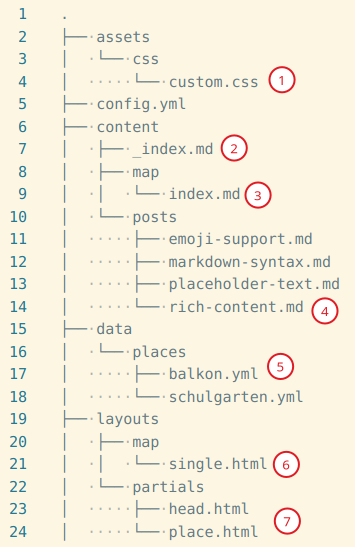 1 .
2 ├── assets
3 │ └── css
4 │ └── custom.css 1
5 ├── config.yml
6 ├── content
7 │ ├── _index.md 2
8 │ ├── map
9 │ │ └── index.md 3
10 │ └── posts
11 │ ├── emoji-support.md
12 │ ├── markdown-syntax.md
13 │ ├── placeholder-text.md
14 │ └── rich-content.md 4
15 ├── data
16 │ └── places
17 │ ├── balkon.yml 5
18 │ └── schulgarten.yml
19 ├── layouts
20 ├── map
21 │ └── single.html 6
22 └── partials
23 ├── head.html
24 └── place.html 7